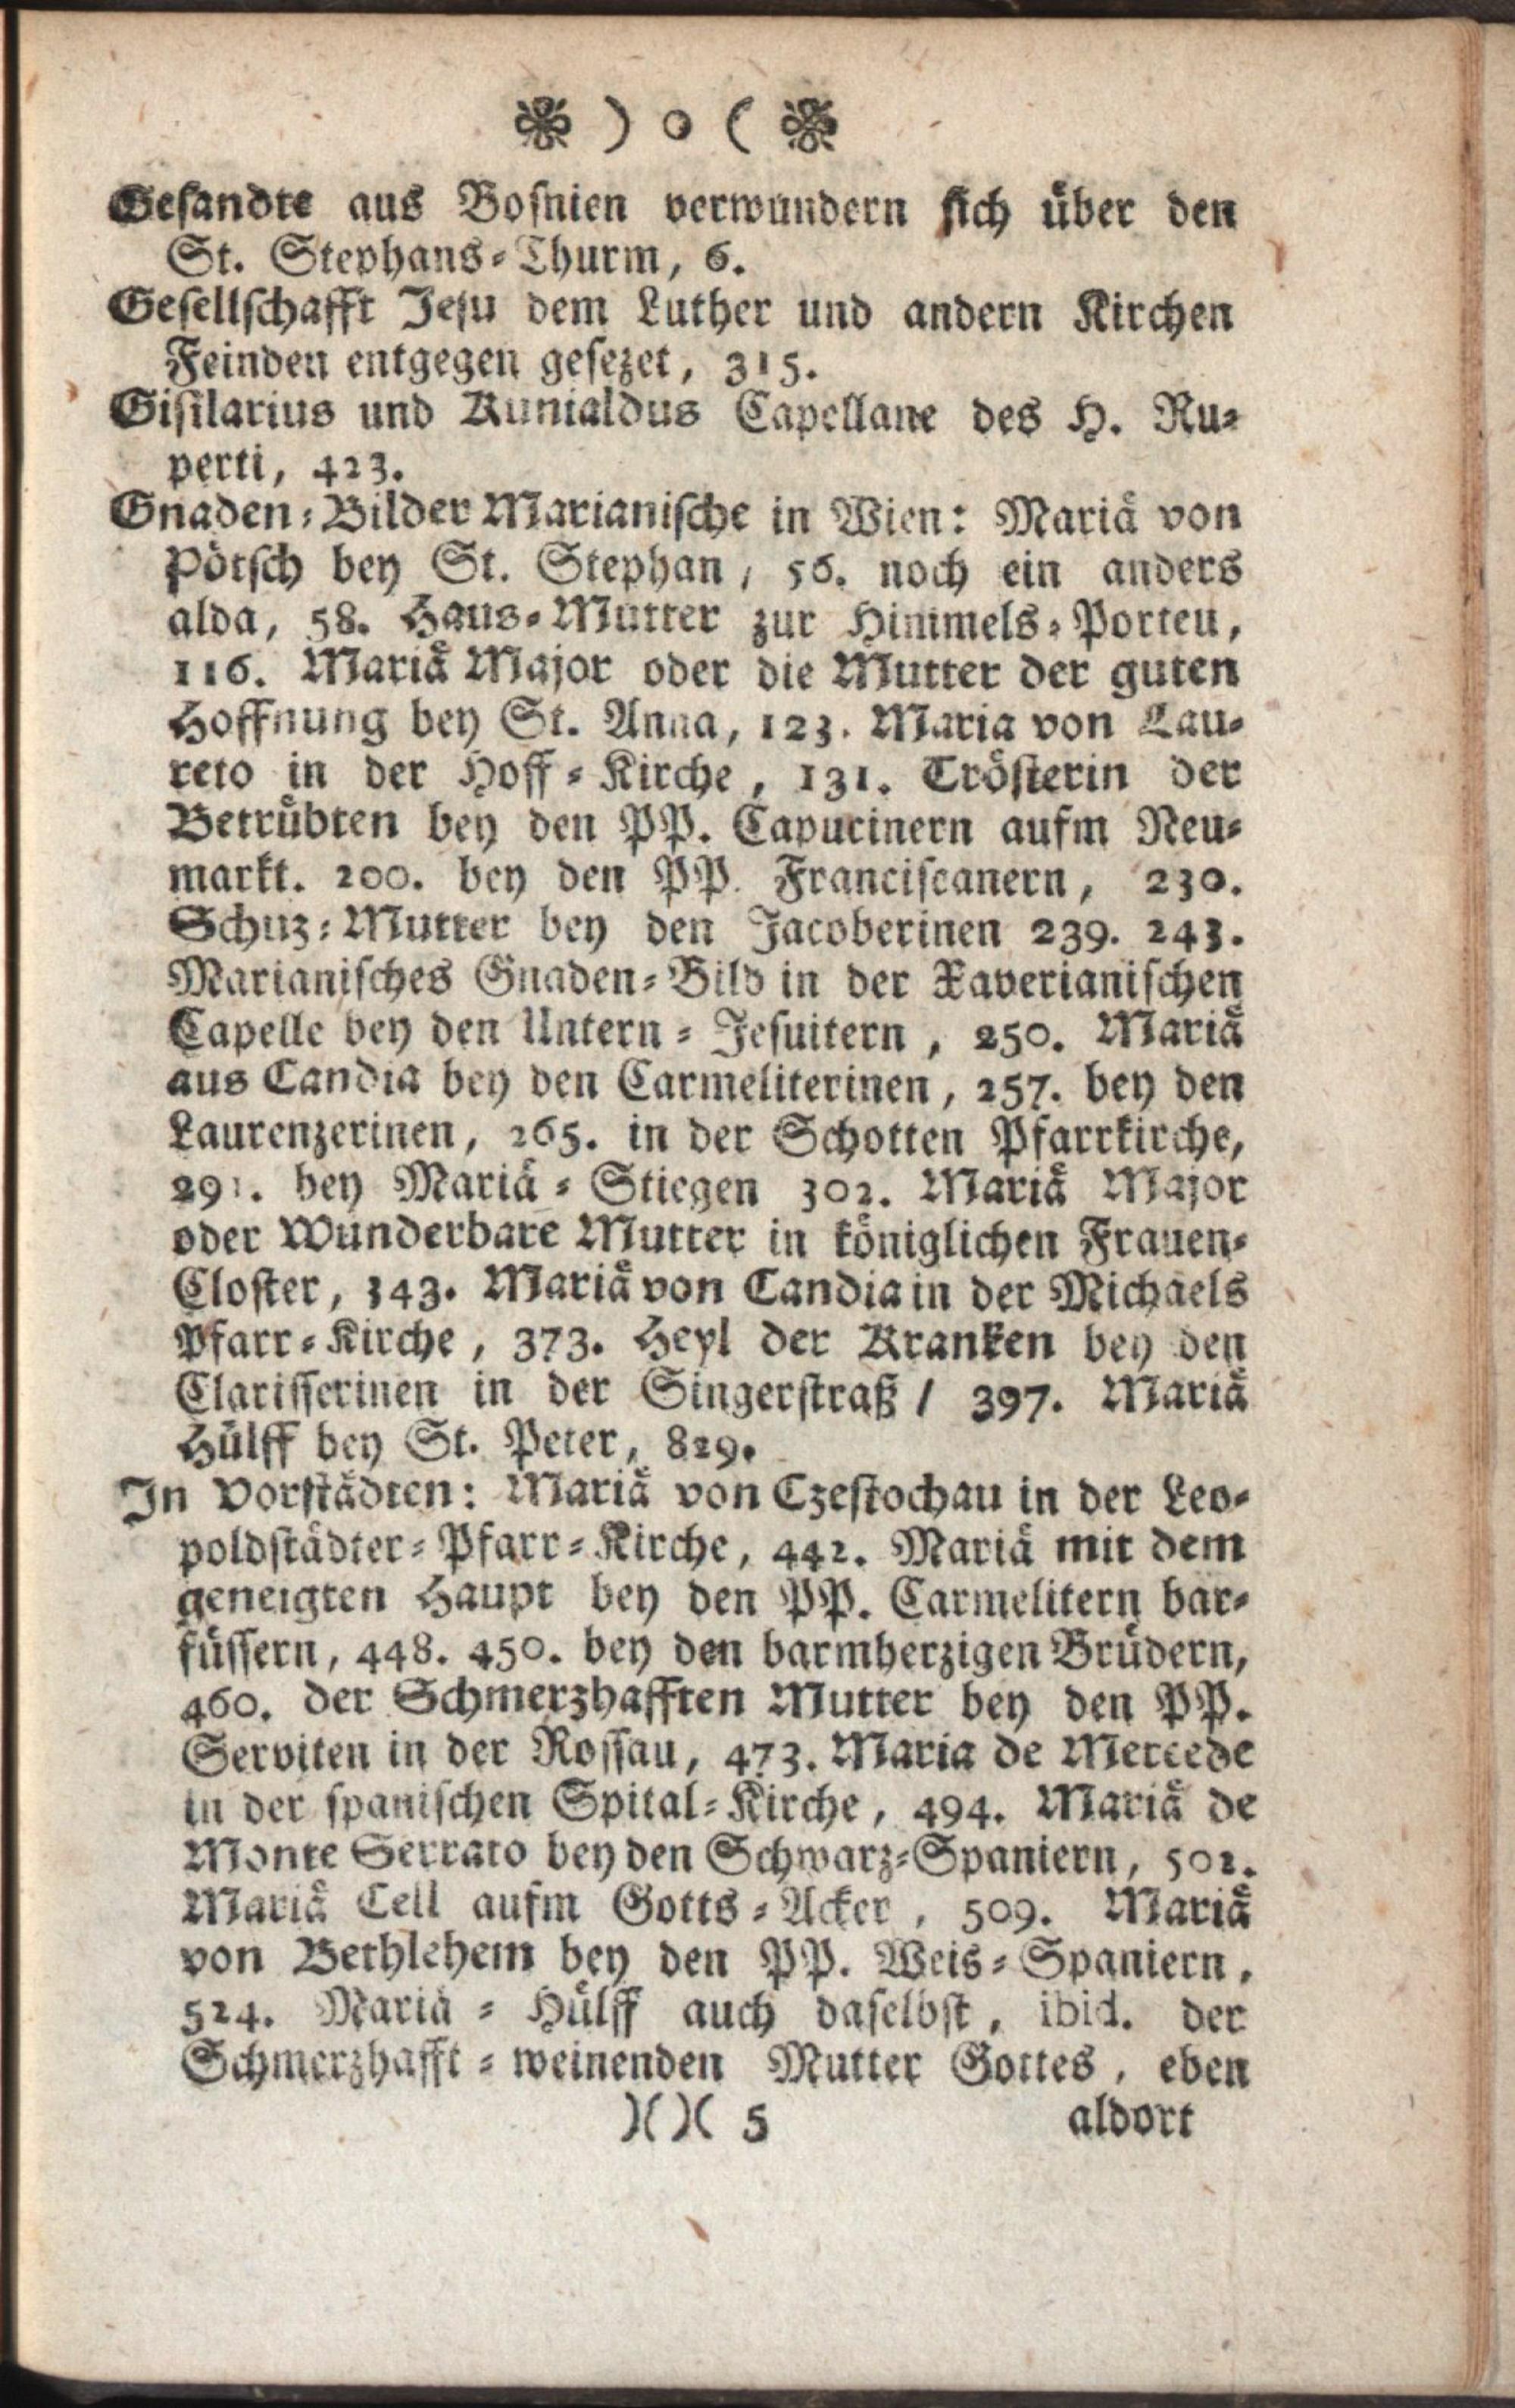 ❃ ) o ( ❃
Gesandte aus Bosnien verwundern sich über den
St. Stephans-Thurm, 6.
Gesellschafft Jesu dem Luther und andern Kirchen
Feinden entgegen gesezet, 315.
Gisilarius und Kunialdus Capellane des H. Ru-
perti, 423.
Gnaden-Bilder Marianische in Wien: Mariä von
Pötsch bey St. Stephan, 56. noch ein anders
alda, 58. Haus-Mutter zur Himmels-Porten,
116. Mariä Major oder die Mutter der guten
Hoffnung bey St. Anna, 123. Maria von Lau-
reto in der Hoff-Kirche, 131. Trösterin der
Betrübten bey den PP. Capucinern aufm Neu-
markt. 200. bey den PP. Franciscanern, 230.
Schuz-Mutter bey den Jacoberinen 239. 243.
Marianisches Gnaden-Bild in der Xaverianischen
Capelle bey den Untern-Jesuitern, 250. Mariä
aus Candia bey den Carmeliterinen, 257. bey den
Laurenzerinen, 265. in der Schotten Pfarrkirche,
291. bey Mariä-Stiegen 302. Mariä Major
oder Wunderbare Mutter in königlichen Frauen-
Closter, 343. Mariä von Candia in der Michaels
Pfarr-Kirche, 373. Heyl der Kranken bey den
Clarisserinen in der Singerstraß / 397. Mariä
Hülff bey St. Peter, 829.
In Vorstädten: Mariä von Czestochau in der Leo-
poldstädter-Pfarr-Kirche, 442. Mariä mit dem
geneigten Haupt bey den PP. Carmelitern bar-
füssern, 448. 450. bey den barmherzigen Brüdern,
460. der Schmerzhafften Mutter bey den PP.
Serviten in der Rossau, 473. Maria de Mercede
in der spanischen Spital-Kirche, 494. Mariä de
Monte Serrato bey den Schwarz-Spaniern, 502.
Mariä Cell aufm Gotts-Acker, 509. Mariä
von Bethlehem bey den PP. Weis-Spaniern,
524. Mariä-Hülff auch daselbst, ibid. der
Schmerzhafft-weinenden Mutter Gottes, eben
)( )( 5 aldort